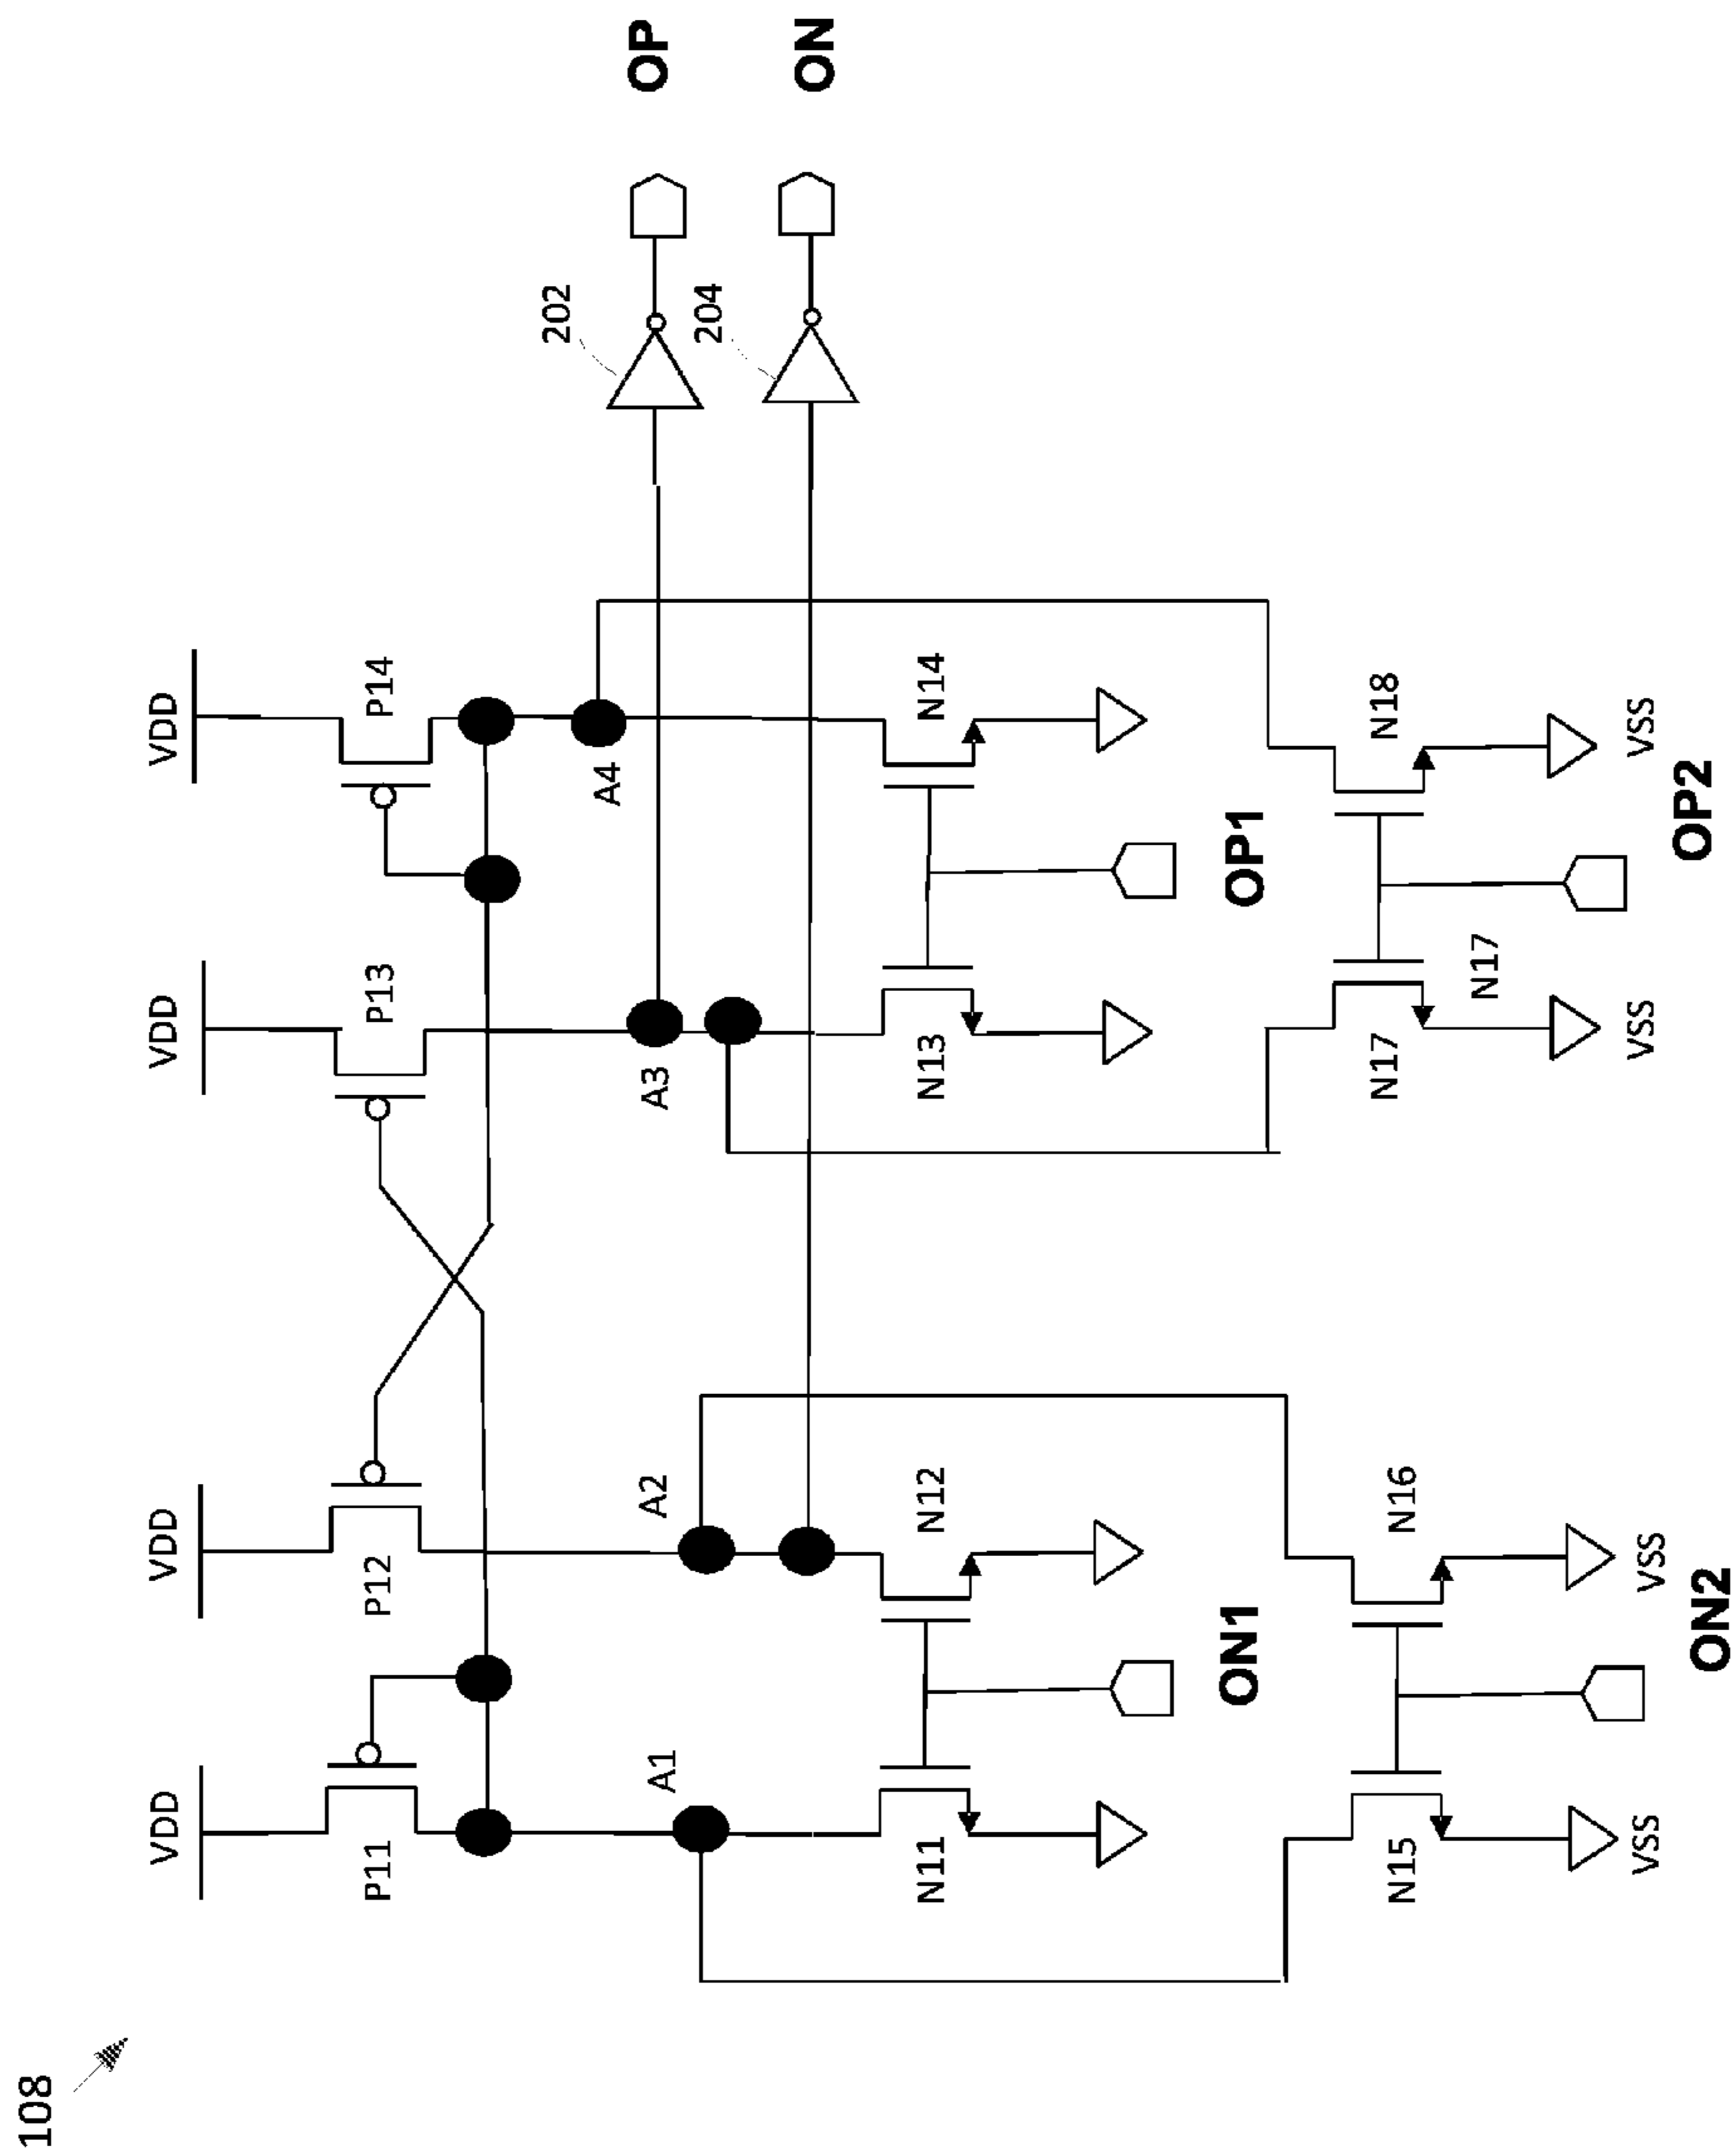 108
VDD
VDD
VDD
VDD
P11
P12
P13
P14
202
OP
204
ON
A1
A2
A3
A4
N11
N12
N13
N14
ON1
OP1
N15
N16
N17
N17
N18
VSS
VSS
VSS
VSS
ON2
OP2